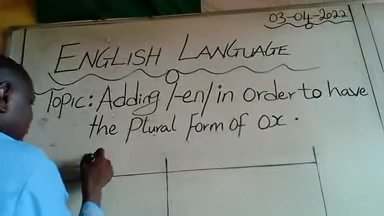 03-04-2022
ENGLISH LANGUAGE
Topic: Adding /-en/ in order to have
the Plural Form of Ox.